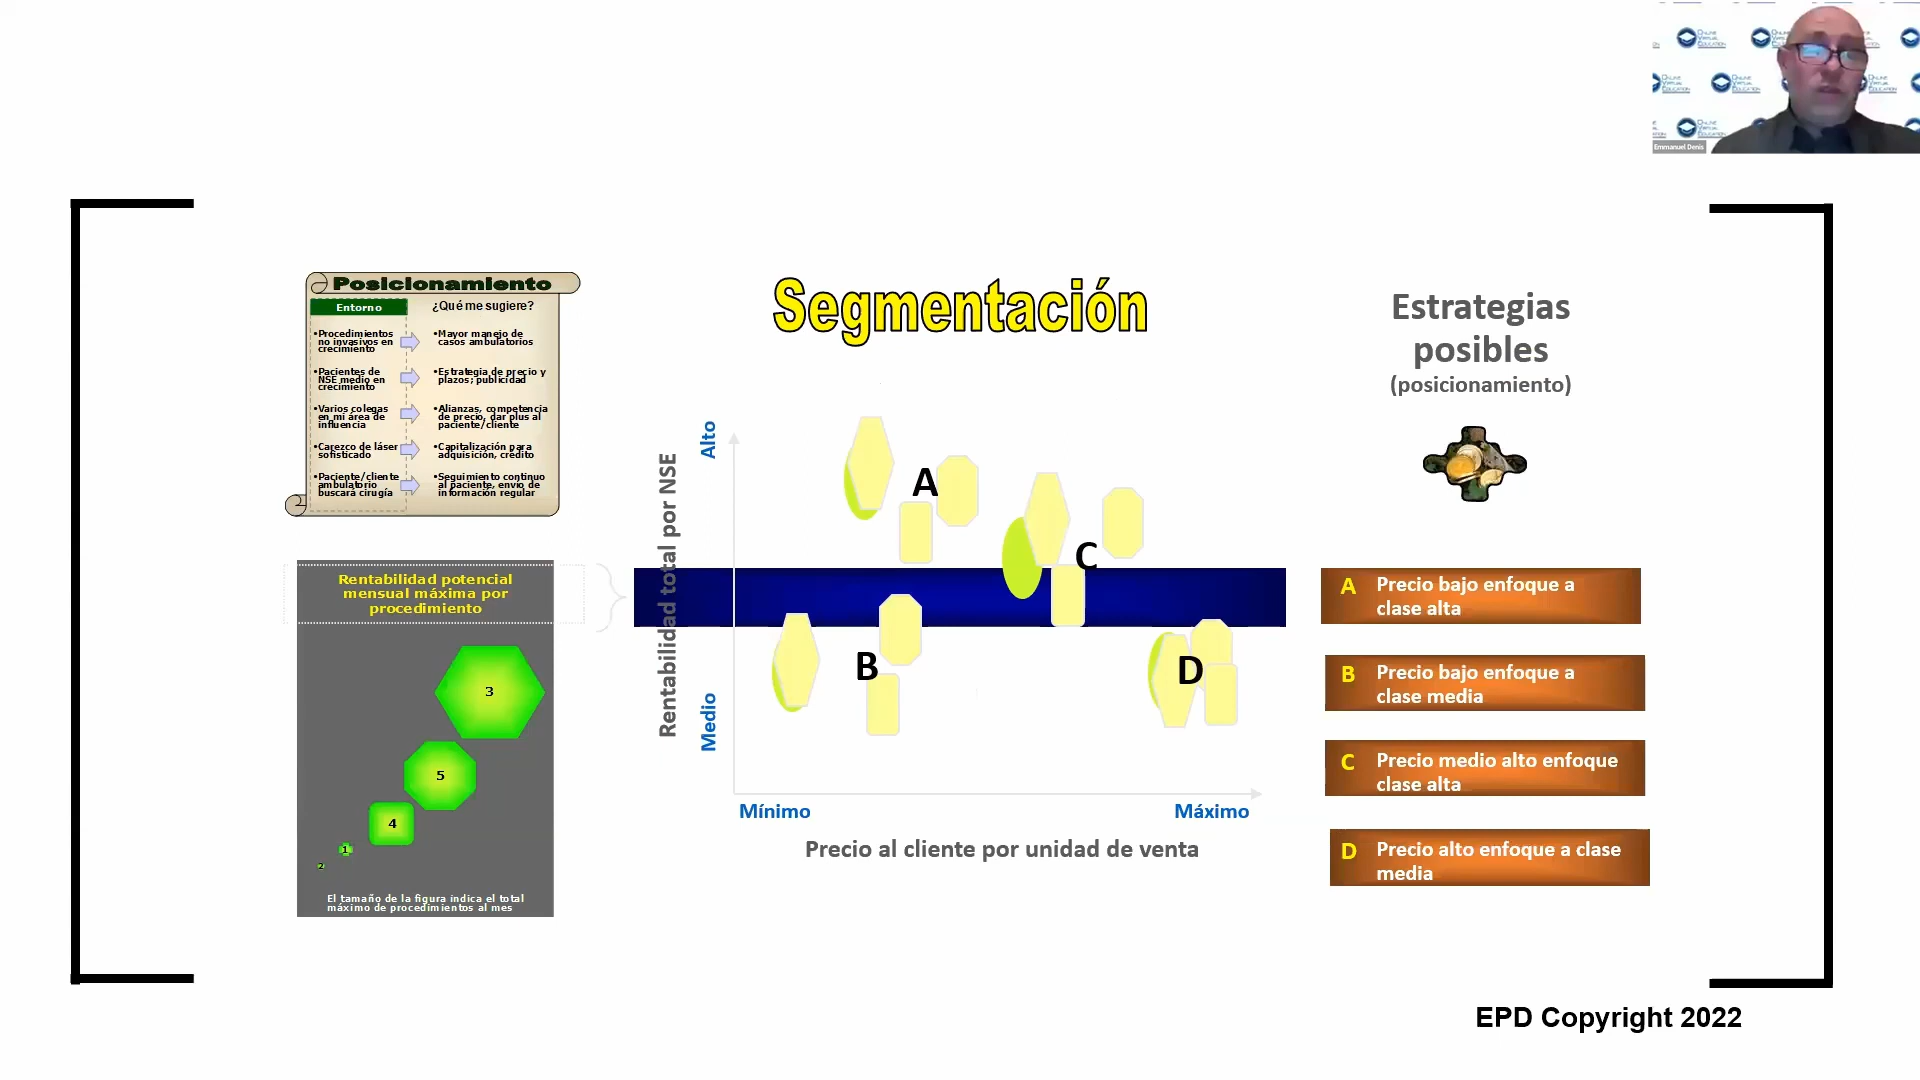 ONLINE VIRTUAL EDUCATION
Emmanuel Denis
Posicionamiento
Entorno
¿Qué me sugiere?
•Procedimientos
no invasivos en
crecimiento
•Mayor manejo de
casos ambulatorios
•Pacientes de
NSE medio en
crecimiento
•Estrategia de precio y
plazos; publicidad
•Varios colegas
en mi área de
influencia
•Alianzas, competencia
de precio, dar plus al
paciente/cliente
•Carezco de láser
sofisticado
•Capitalización para
adquisición, crédito
•Paciente/cliente
ambulatorio
buscará cirugía
•Seguimiento continuo
al paciente, envío de
información regular
Rentabilidad potencial
mensual máxima por
procedimiento
3
5
4
1
2
El tamaño de la figura indica el total
máximo de procedimientos al mes
Segmentación
Rentabilidad total por NSE
Alto
Medio
A
C
B
D
Mínimo
Máximo
Precio al cliente por unidad de venta
Estrategias
posibles
(posicionamiento)
A Precio bajo enfoque a
clase alta
B Precio bajo enfoque a
clase media
C Precio medio alto enfoque
clase alta
D Precio alto enfoque a clase
media
EPD Copyright 2022